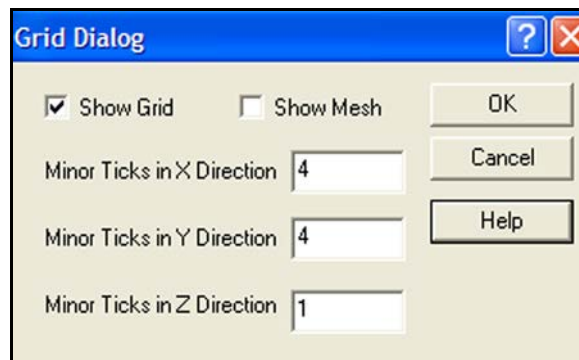 Grid Dialog
Show Grid
Show Mesh
OK
Minor Ticks in X Direction 4
Cancel
Minor Ticks in Y Direction 4
Help
Minor Ticks in Z Direction 1